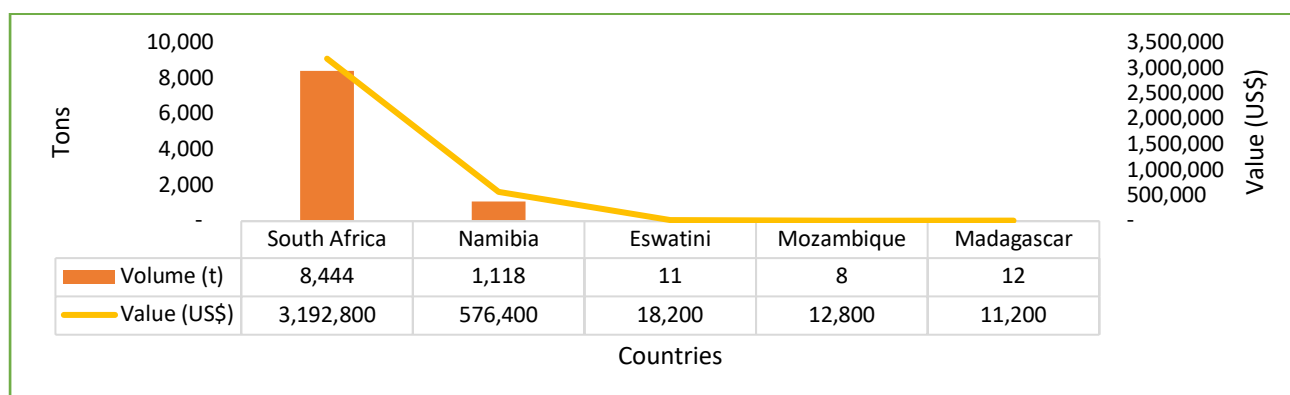 10,000
8,000
6,000
4,000
2,000
-
Tons
3,500,000
3,000,000
2,500,000
2,000,000
1,500,000
1,000,000
500,000
-
Value (US$)
South Africa Namibia Eswatini Mozambique Madagascar
Volume (t) 8,444 1,118 11 8 12
Value (US$) 3,192,800 576,400 18,200 12,800 11,200
Countries